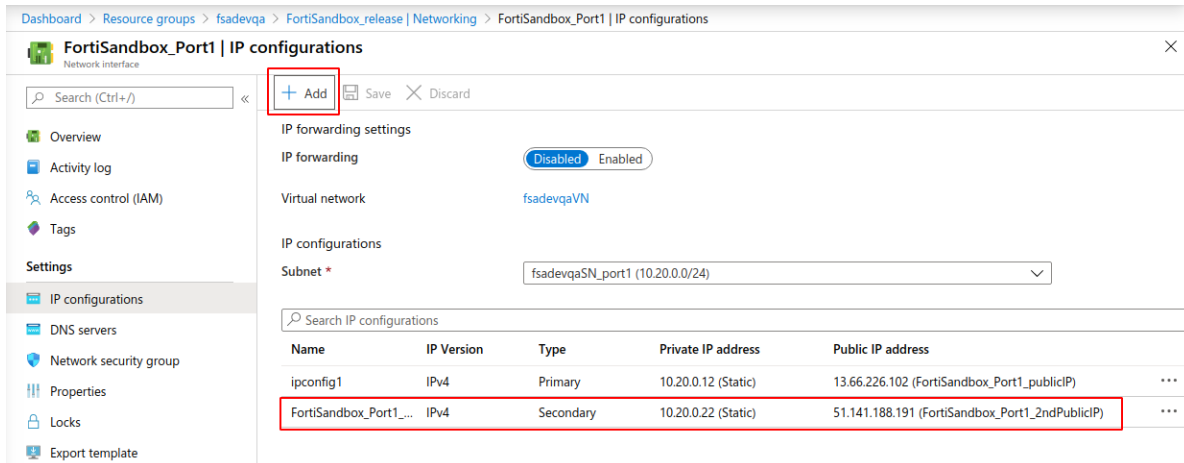 Dashboard > Resource groups > fsadevqa > FortiSandbox_release | Networking > FortiSandbox_Port1 | IP configurations
FortiSandbox_Port1 | IP configurations
Network interface
Search (Ctrl+/)
«
Overview
Activity log
Access control (IAM)
Tags
Settings
IP configurations
DNS servers
Network security group
Properties
Locks
Export template
Add Save Discard
IP forwarding settings
IP forwarding Disabled Enabled
Virtual network fsadevqaVN
IP configurations
Subnet * fsadevqaSN_port1 (10.20.0.0/24)
Search IP configurations
Name IP Version Type Private IP address Public IP address
ipconfig1 IPv4 Primary 10.20.0.12 (Static) 13.66.226.102 (FortiSandbox_Port1_publicIP) ...
FortiSandbox_Port1_... IPv4 Secondary 10.20.0.22 (Static) 51.141.188.191 (FortiSandbox_Port1_2ndPublicIP) ...